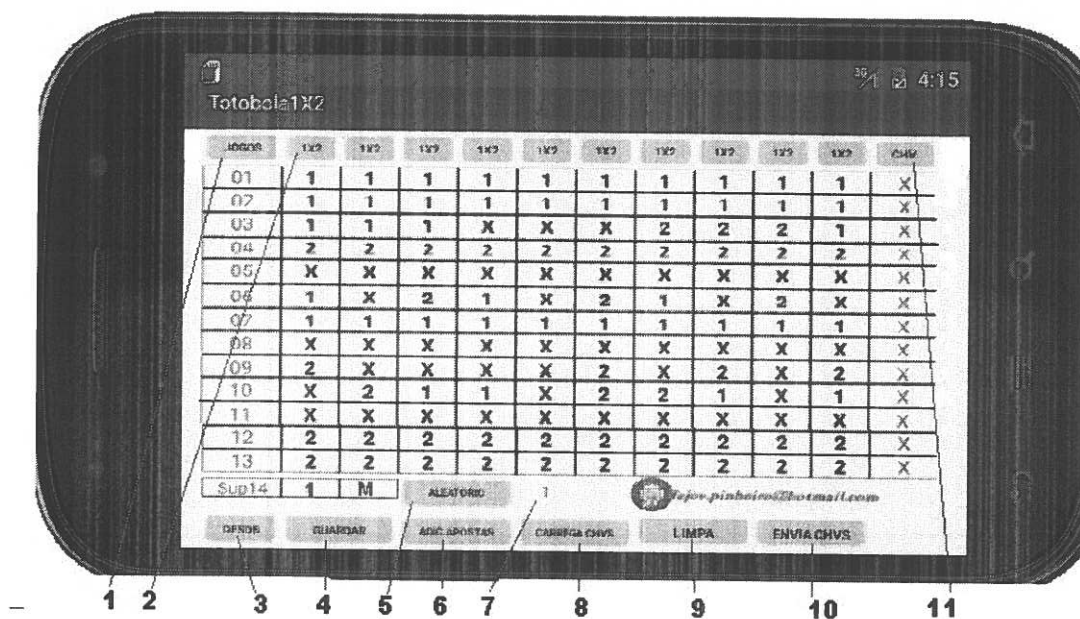 4:15
Totobola1X2
JOGOS 1X2 1X2 1X2 1X2 1X2 1X2 1X2 1X2 1X2 1X2 CHV
01 1 1 1 1 1 1 1 1 1 1 X
02 1 1 1 1 1 1 1 1 1 1 X
03 1 1 1 X X X 2 2 2 1 X
04 2 2 2 2 2 2 2 2 2 2 X
05 X X X X X X X X X X X
06 1 X 2 1 X 2 1 X 2 X X
07 1 1 1 1 1 1 1 1 1 1 X
08 X X X X X X X X X X X
09 2 X X X X 2 X 2 X 2 X
10 X 2 1 1 X 2 2 1 X 1 X
11 X X X X X X X X X X X
12 2 2 2 2 2 2 2 2 2 2 X
13 2 2 2 2 2 2 2 2 2 2 X
Sup14 1 M ALEATORIO 1
DESDE GUARDAR ADIC APOSTAS CARREGA CHVS LIMPA ENVIA CHVS
1 2 3 4 5 6 7 8 9 10 11